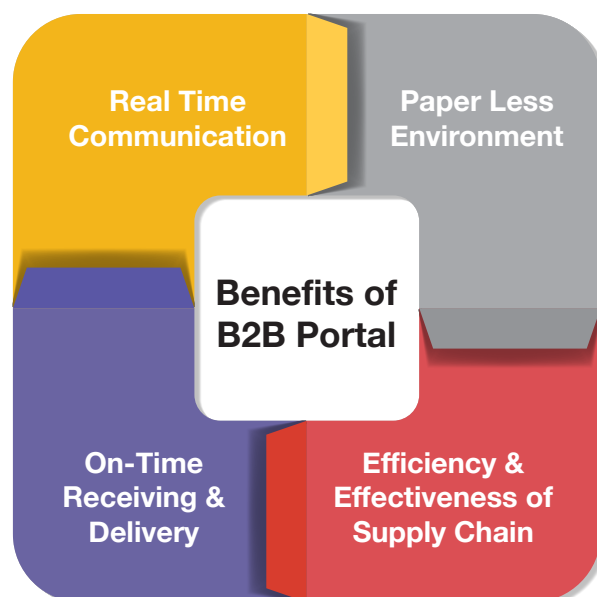 Real Time
Communication
Paper Less
Environment
Benefits of
B2B Portal
On-Time
Receiving &
Delivery
Efficiency &
Effectiveness of
Supply Chain